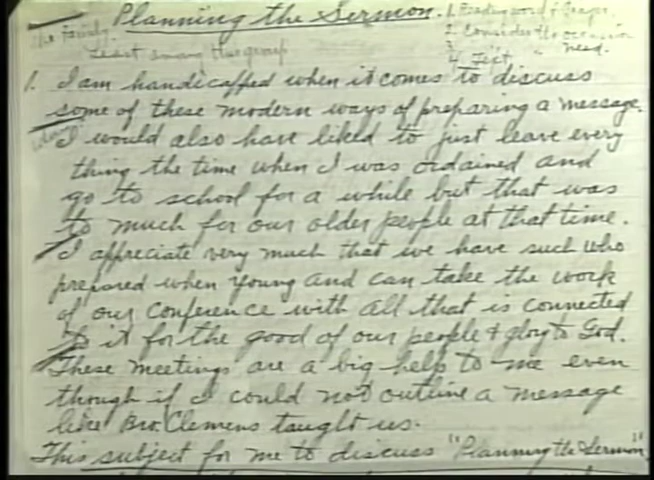 Planning the Sermon.
1. Reading word & Prayer.
2. Consider the occasion
3. " " need.
4. Text
The Family.
Least among this group
1. I am handicapped when it comes to discuss
some of these modern ways of preparing a message.
I would also have liked to just leave every
thing the time when I was ordained and
go to school for a while but that was
to much for our older people at that time.
I appreciate very much that we have such who
prepared when young and can take the work
of our conference with all that is connected
to it for the good of our people & glory to God.
These meetings are a big help to me even
though if I could not outline a message
like Bro. Clemens taught us.
This subject for me to discuss "Planning the Sermon"